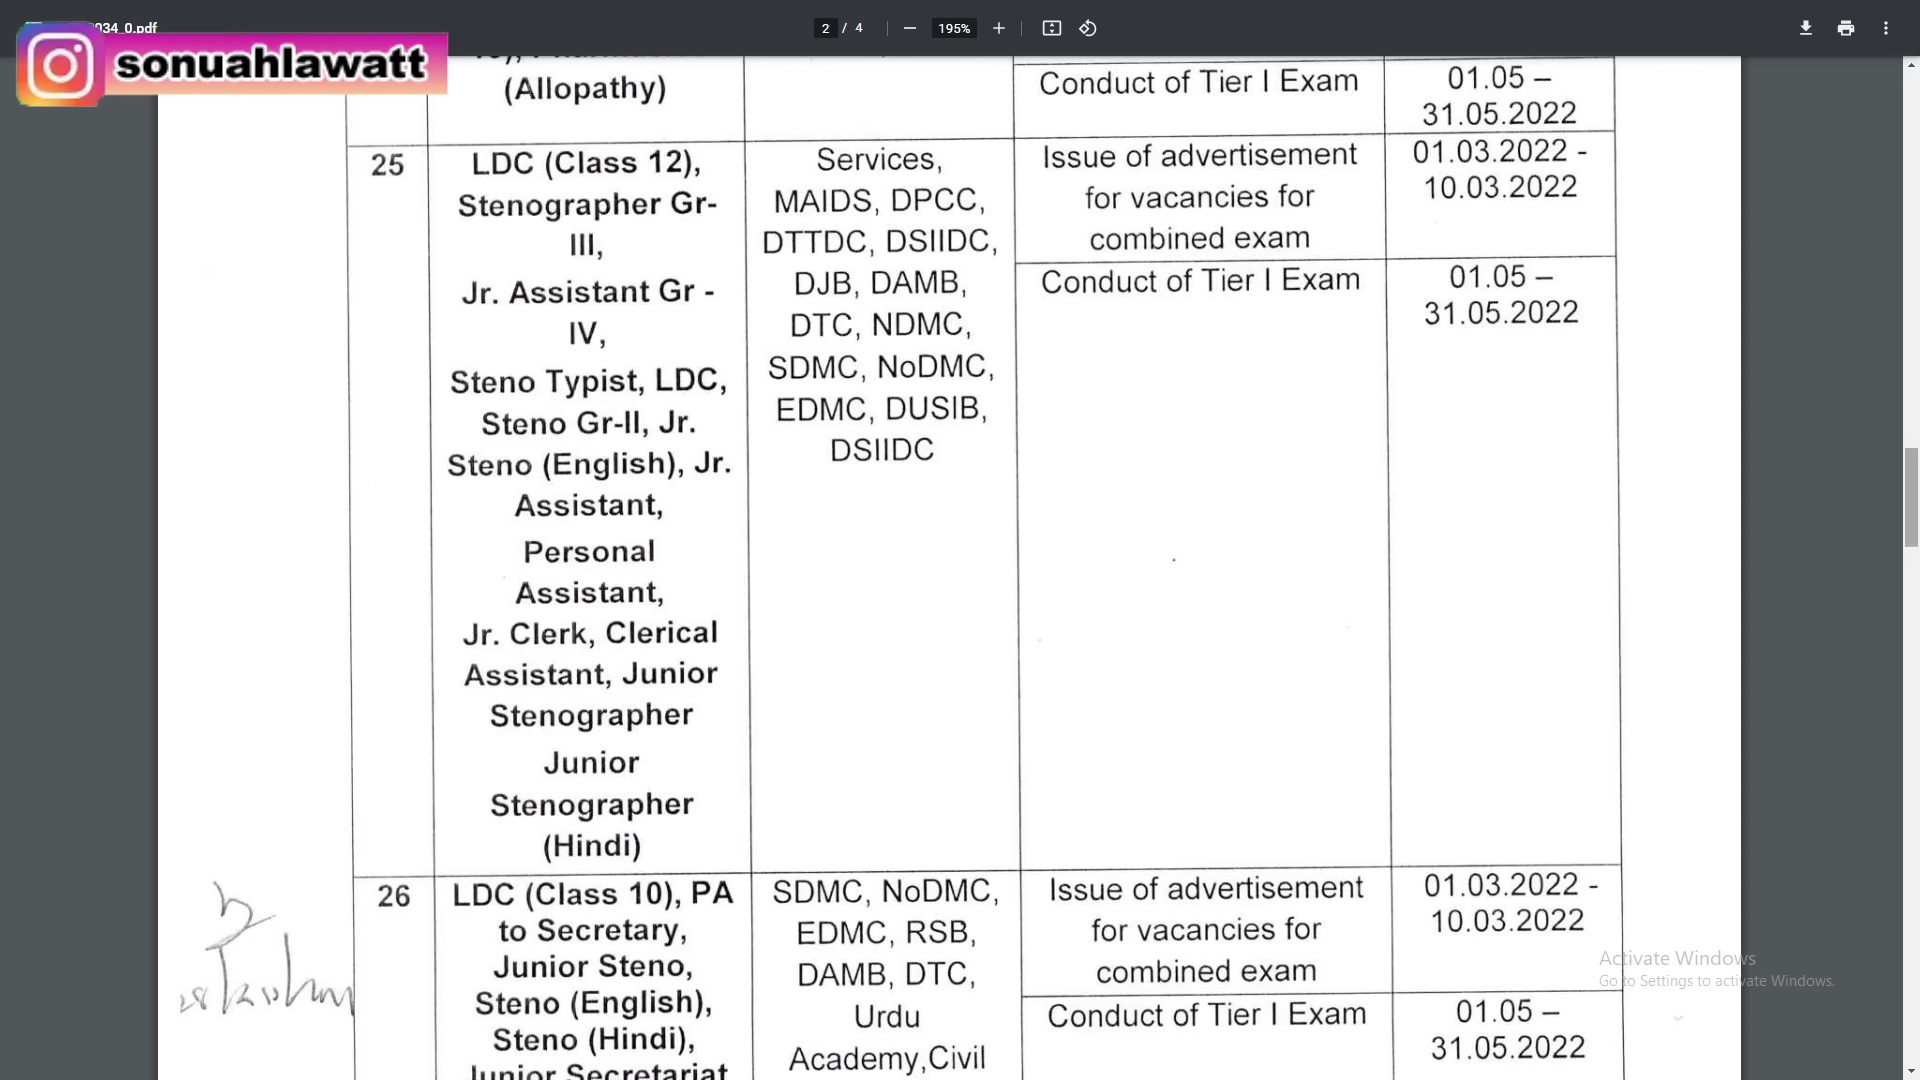 034_0.pdf
2 / 4
195%
sonuahlawatt
(Allopathy)
Conduct of Tier I Exam
01.05 –
31.05.2022
25
LDC (Class 12),
Stenographer Gr-
III,
Jr. Assistant Gr -
IV,
Steno Typist, LDC,
Steno Gr-II, Jr.
Steno (English), Jr.
Assistant,
Personal
Assistant,
Jr. Clerk, Clerical
Assistant, Junior
Stenographer
Junior
Stenographer
(Hindi)
Services,
MAIDS, DPCC,
DTTDC, DSIIDC,
DJB, DAMB,
DTC, NDMC,
SDMC, NoDMC,
EDMC, DUSIB,
DSIIDC
Issue of advertisement
for vacancies for
combined exam
01.03.2022 -
10.03.2022
Conduct of Tier I Exam
01.05 –
31.05.2022
26
LDC (Class 10), PA
to Secretary,
Junior Steno,
Steno (English),
Steno (Hindi),
Junior Secretariat
SDMC, NoDMC,
EDMC, RSB,
DAMB, DTC,
Urdu
Academy,Civil
Issue of advertisement
for vacancies for
combined exam
01.03.2022 -
10.03.2022
Conduct of Tier I Exam
01.05 –
31.05.2022
Activate Windows
Go to Settings to activate Windows.